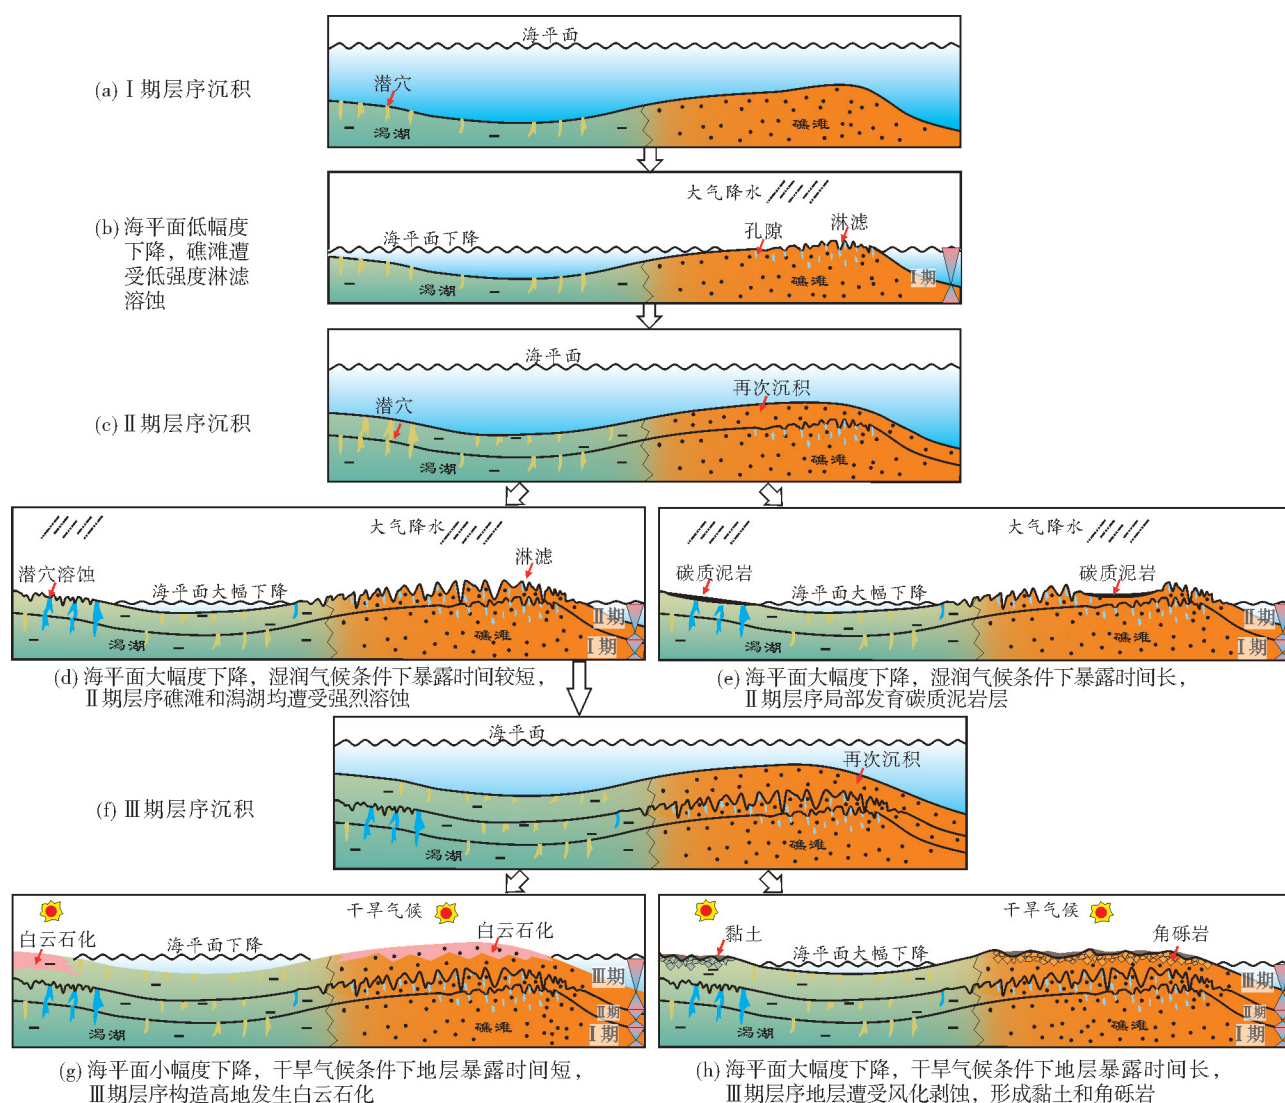 海平面
(a) Ⅰ期层序沉积
潜穴
潟湖
礁滩
大气降水
(b) 海平面低幅度
下降，礁滩遭
受低强度淋滤
溶蚀
海平面下降
孔隙
淋滤
潟湖
礁滩
Ⅰ期
海平面
(c) Ⅱ期层序沉积
潜穴
再次沉积
潟湖
礁滩
大气降水
潜穴溶蚀
海平面大幅下降
淋滤
潟湖
礁滩
Ⅱ期
Ⅰ期
(d) 海平面大幅度下降，湿润气候条件下暴露时间较短，
Ⅱ期层序礁滩和潟湖均遭受强烈溶蚀
大气降水
碳质泥岩
海平面大幅下降
碳质泥岩
潟湖
礁滩
Ⅱ期
Ⅰ期
(e) 海平面大幅度下降，湿润气候条件下暴露时间长，
Ⅱ期层序局部发育碳质泥岩层
海平面
(f) Ⅲ期层序沉积
再次沉积
潟湖
礁滩
干旱气候
白云石化
海平面下降
白云石化
潟湖
礁滩
Ⅲ期
Ⅱ期
Ⅰ期
(g) 海平面小幅度下降，干旱气候条件下地层暴露时间短，
Ⅲ期层序构造高地发生白云石化
干旱气候
黏土
海平面大幅下降
角砾岩
潟湖
礁滩
Ⅲ期
Ⅱ期
Ⅰ期
(h) 海平面大幅度下降，干旱气候条件下地层暴露时间长，
Ⅲ期层序地层遭受风化剥蚀，形成黏土和角砾岩